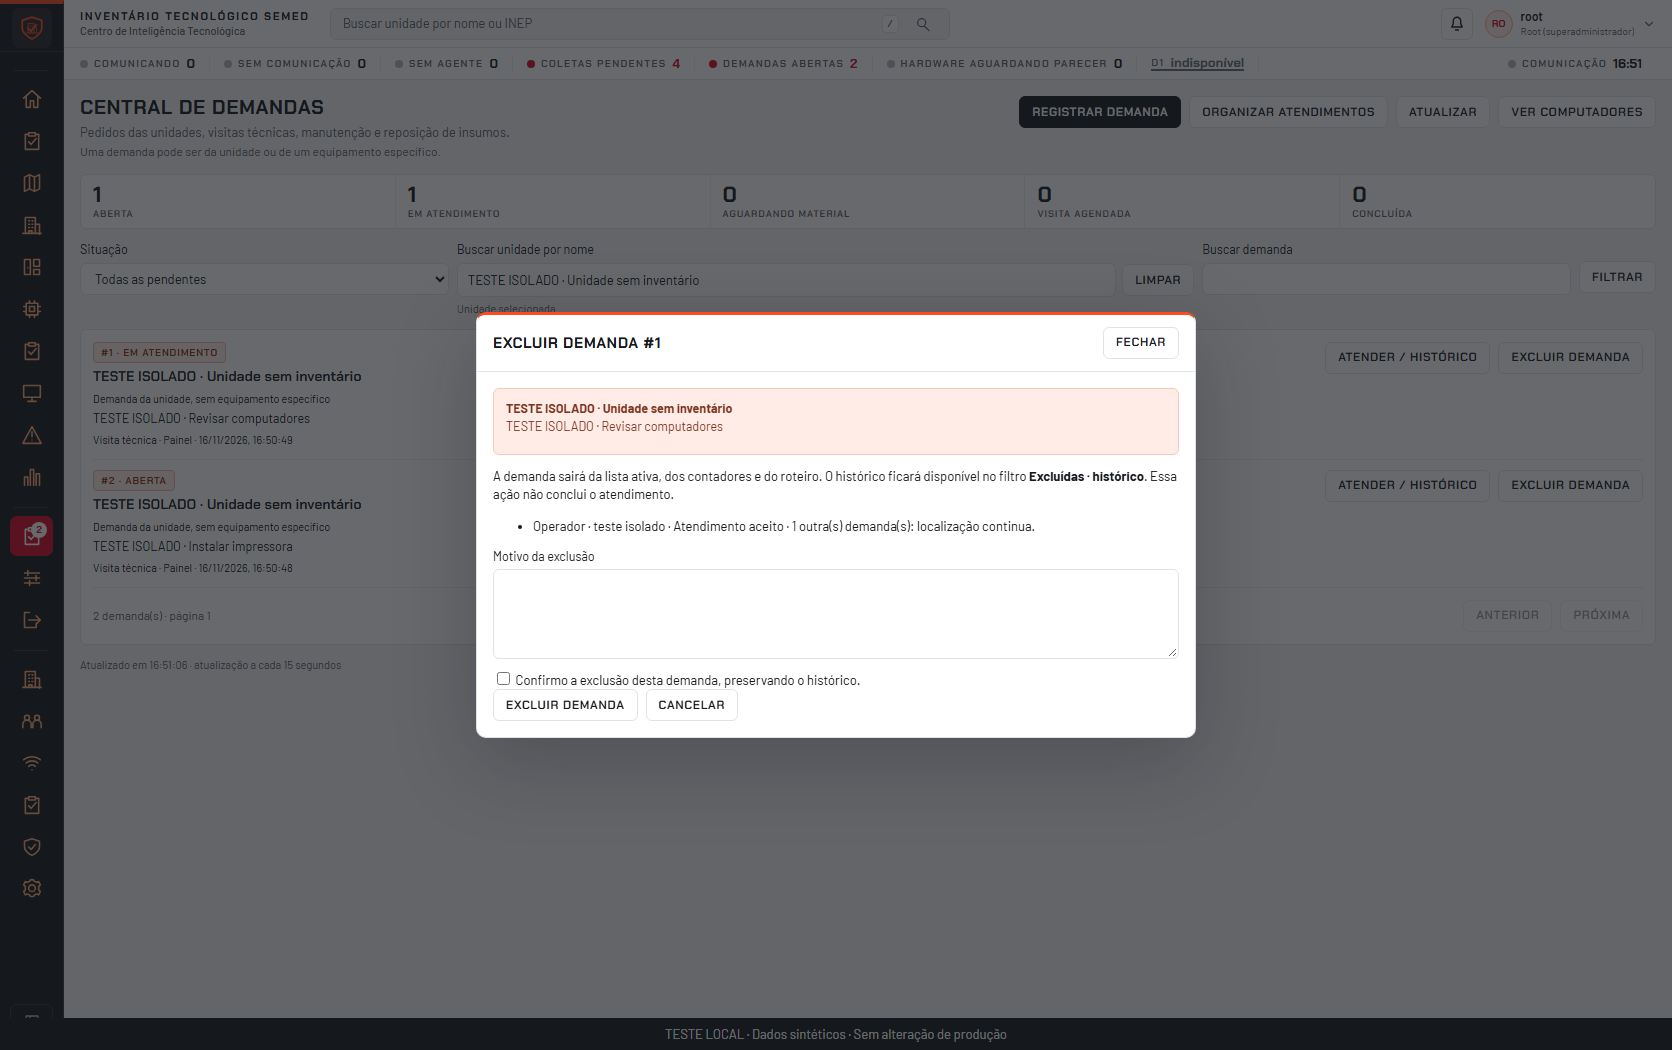 INVENTÁRIO TECNOLÓGICO SEMED
Centro de Inteligência Tecnológica
Buscar unidade por nome ou INEP
/
RO
root
Root (superadministrador)
COMUNICANDO 0
SEM COMUNICAÇÃO 0
SEM AGENTE 0
COLETAS PENDENTES 4
DEMANDAS ABERTAS 2
HARDWARE AGUARDANDO PARECER 0
D1 indisponível
COMUNICAÇÃO 16:51
CENTRAL DE DEMANDAS
Pedidos das unidades, visitas técnicas, manutenção e reposição de insumos.
Uma demanda pode ser da unidade ou de um equipamento específico.
REGISTRAR DEMANDA
ORGANIZAR ATENDIMENTOS
ATUALIZAR
VER COMPUTADORES
1
ABERTA
1
EM ATENDIMENTO
0
AGUARDANDO MATERIAL
0
VISITA AGENDADA
0
CONCLUÍDA
Situação
Todas as pendentes
Buscar unidade por nome
TESTE ISOLADO · Unidade sem inventário
LIMPAR
Unidade selecionada
Buscar demanda
FILTRAR
#1 · EM ATENDIMENTO
TESTE ISOLADO · Unidade sem inventário
Demanda da unidade, sem equipamento específico
TESTE ISOLADO · Revisar computadores
Visita técnica · Painel · 16/11/2026, 16:50:49
ATENDER / HISTÓRICO
EXCLUIR DEMANDA
#2 · ABERTA
TESTE ISOLADO · Unidade sem inventário
Demanda da unidade, sem equipamento específico
TESTE ISOLADO · Instalar impressora
Visita técnica · Painel · 16/11/2026, 16:50:48
ATENDER / HISTÓRICO
EXCLUIR DEMANDA
2 demanda(s) · página 1
ANTERIOR
PRÓXIMA
Atualizado em 16:51:06 · atualização a cada 15 segundos
2
EXCLUIR DEMANDA #1
FECHAR
TESTE ISOLADO · Unidade sem inventário
TESTE ISOLADO · Revisar computadores
A demanda sairá da lista ativa, dos contadores e do roteiro. O histórico ficará disponível no filtro Excluídas · histórico. Essa
ação não conclui o atendimento.
• Operador · teste isolado · Atendimento aceito · 1 outra(s) demanda(s): localização continua.
Motivo da exclusão
Confirmo a exclusão desta demanda, preservando o histórico.
EXCLUIR DEMANDA
CANCELAR
TESTE LOCAL · Dados sintéticos · Sem alteração de produção